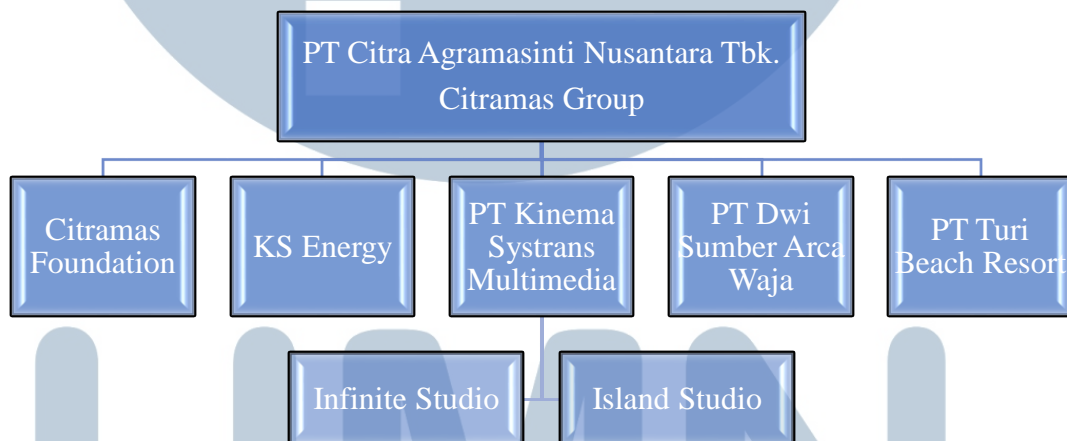 PT Citra Agramasinti Nusantara Tbk.
Citramas Group
Citramas
Foundation
KS Energy
PT Kinema
Systrans
Multimedia
PT Dwi
Sumber Arca
Waja
PT Turi
Beach Resort
Infinite Studio
Island Studio